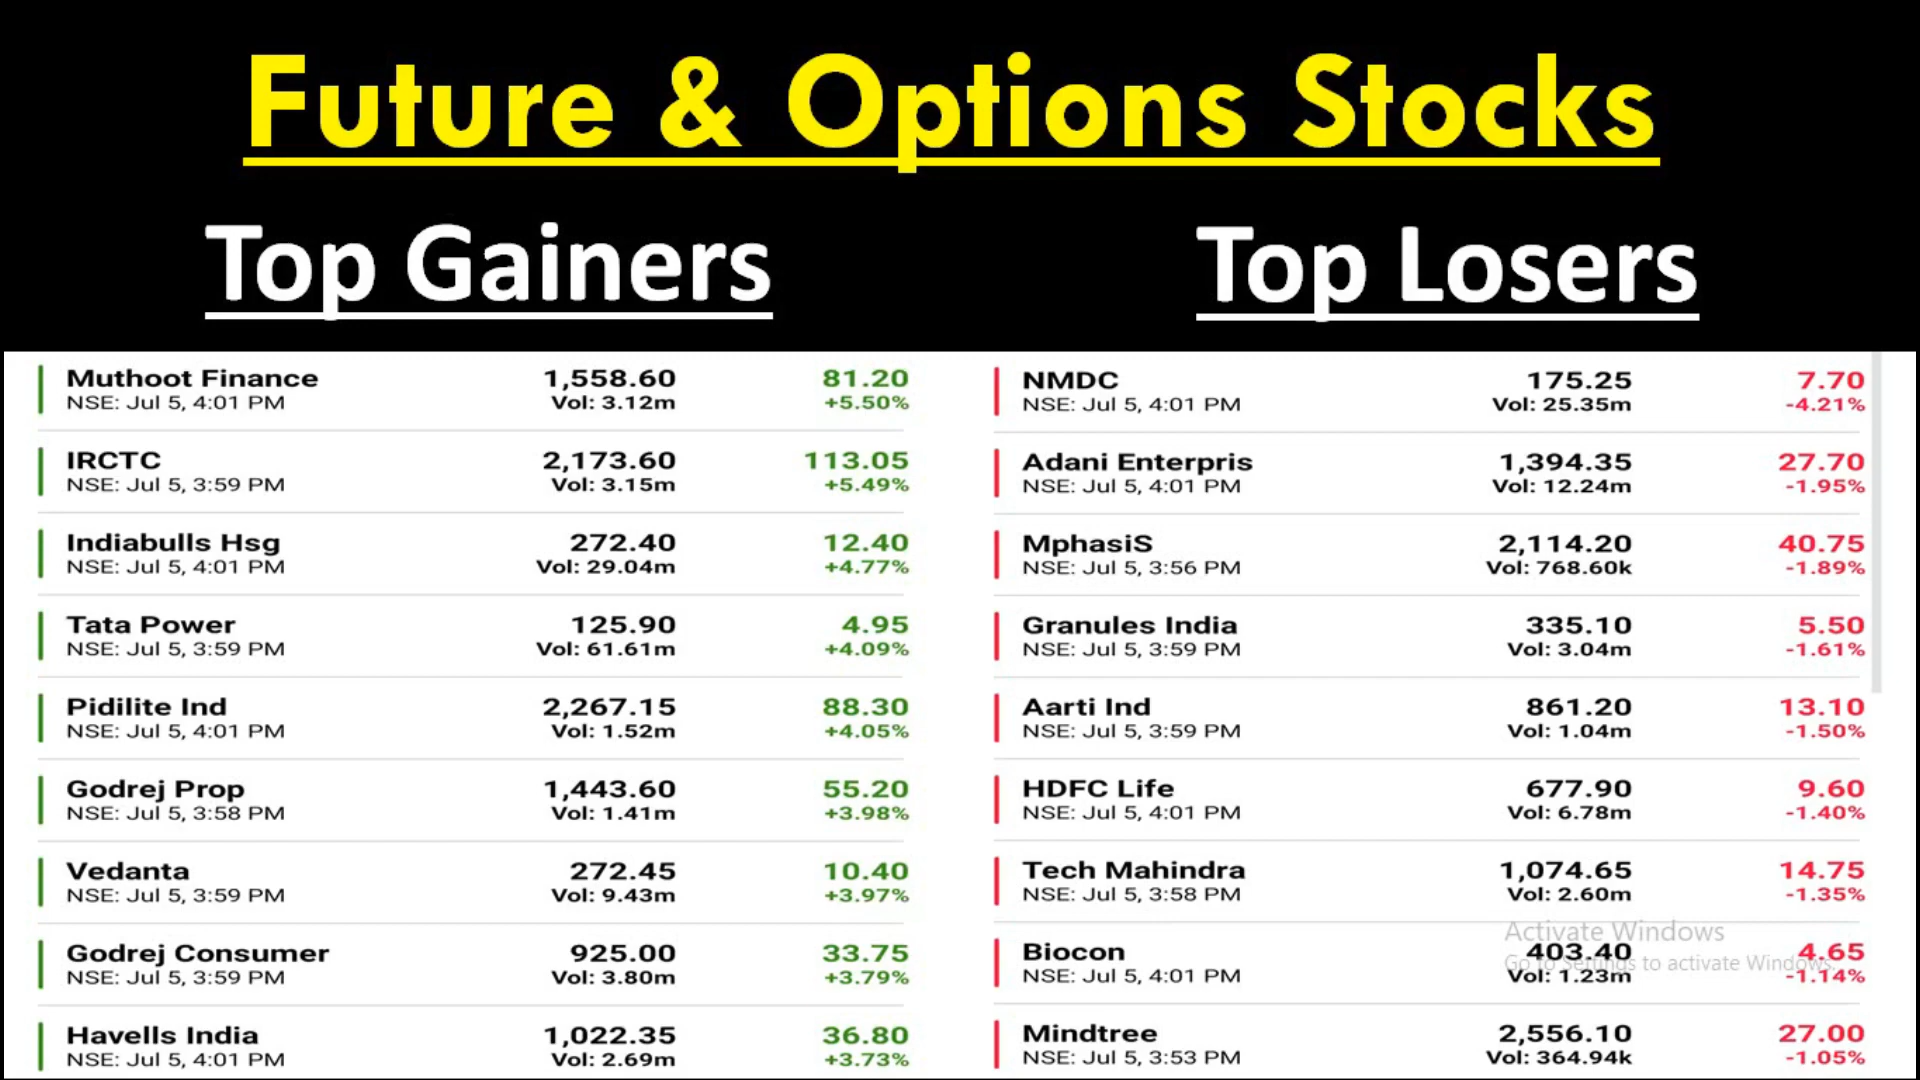 Future & Options Stocks
Top Gainers
Muthoot Finance 1,558.60 81.20
NSE: Jul 5, 4:01 PM Vol: 3.12m +5.50%
IRCTC 2,173.60 113.05
NSE: Jul 5, 3:59 PM Vol: 3.15m +5.49%
Indiabulls Hsg 272.40 12.40
NSE: Jul 5, 4:01 PM Vol: 29.04m +4.77%
Tata Power 125.90 4.95
NSE: Jul 5, 3:59 PM Vol: 61.61m +4.09%
Pidilite Ind 2,267.15 88.30
NSE: Jul 5, 4:01 PM Vol: 1.52m +4.05%
Godrej Prop 1,443.60 55.20
NSE: Jul 5, 3:58 PM Vol: 1.41m +3.98%
Vedanta 272.45 10.40
NSE: Jul 5, 3:59 PM Vol: 9.43m +3.97%
Godrej Consumer 925.00 33.75
NSE: Jul 5, 3:59 PM Vol: 3.80m +3.79%
Havells India 1,022.35 36.80
NSE: Jul 5, 4:01 PM Vol: 2.69m +3.73%
Top Losers
NMDC 175.25 7.70
NSE: Jul 5, 4:01 PM Vol: 25.35m -4.21%
Adani Enterpris 1,394.35 27.70
NSE: Jul 5, 4:01 PM Vol: 12.24m -1.95%
MphasiS 2,114.20 40.75
NSE: Jul 5, 3:56 PM Vol: 768.60k -1.89%
Granules India 335.10 5.50
NSE: Jul 5, 3:59 PM Vol: 3.04m -1.61%
Aarti Ind 861.20 13.10
NSE: Jul 5, 3:59 PM Vol: 1.04m -1.50%
HDFC Life 677.90 9.60
NSE: Jul 5, 4:01 PM Vol: 6.78m -1.40%
Tech Mahindra 1,074.65 14.75
NSE: Jul 5, 3:58 PM Vol: 2.60m -1.35%
Activate Windows
Biocon 403.40 4.65
Go to Settings to activate Windows.
NSE: Jul 5, 4:01 PM Vol: 1.23m -1.14%
Mindtree 2,556.10 27.00
NSE: Jul 5, 3:53 PM Vol: 364.94k -1.05%